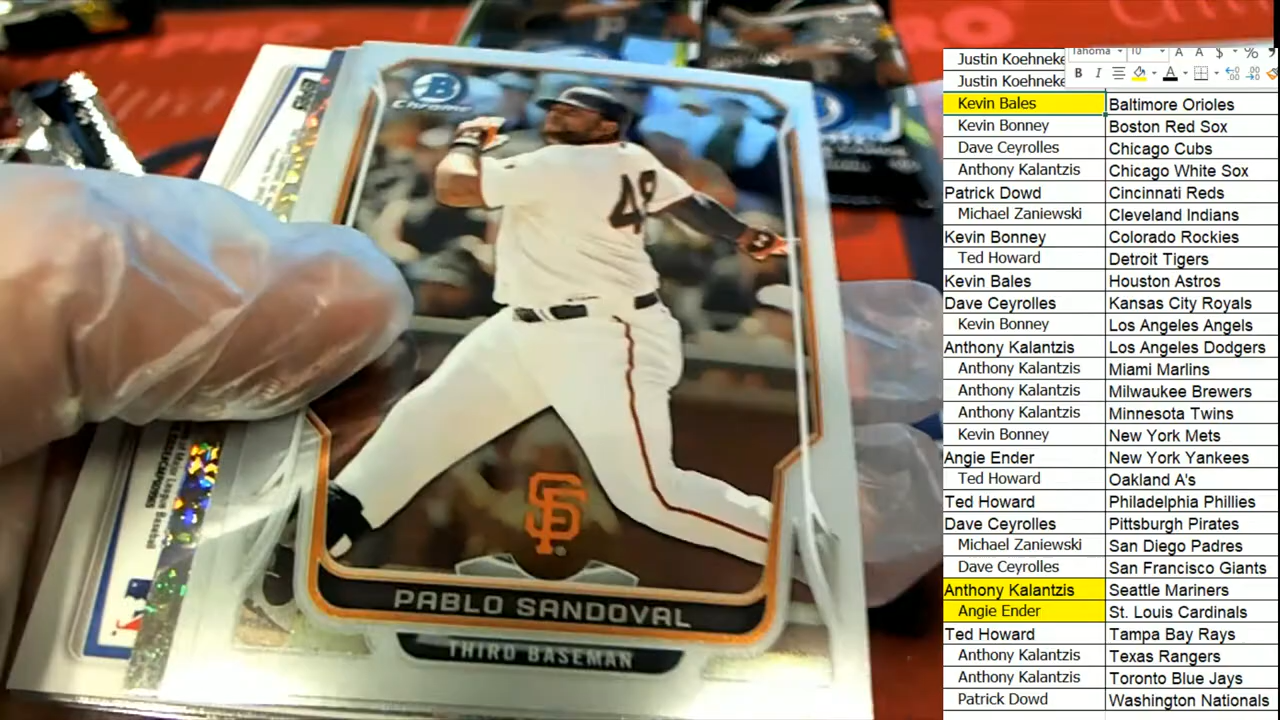 B
Chrome
48
SF
PABLO SANDOVAL
THIRD BASEMAN
Major League Baseball
Tahoma 10 A A $ %
B I A
Justin Koehneke
Justin Koehneke
Kevin Bales Baltimore Orioles
Kevin Bonney Boston Red Sox
Dave Ceyrolles Chicago Cubs
Anthony Kalantzis Chicago White Sox
Patrick Dowd Cincinnati Reds
Michael Zaniewski Cleveland Indians
Kevin Bonney Colorado Rockies
Ted Howard Detroit Tigers
Kevin Bales Houston Astros
Dave Ceyrolles Kansas City Royals
Kevin Bonney Los Angeles Angels
Anthony Kalantzis Los Angeles Dodgers
Anthony Kalantzis Miami Marlins
Anthony Kalantzis Milwaukee Brewers
Anthony Kalantzis Minnesota Twins
Kevin Bonney New York Mets
Angie Ender New York Yankees
Ted Howard Oakland A's
Ted Howard Philadelphia Phillies
Dave Ceyrolles Pittsburgh Pirates
Michael Zaniewski San Diego Padres
Dave Ceyrolles San Francisco Giants
Anthony Kalantzis Seattle Mariners
Angie Ender St. Louis Cardinals
Ted Howard Tampa Bay Rays
Anthony Kalantzis Texas Rangers
Anthony Kalantzis Toronto Blue Jays
Patrick Dowd Washington Nationals